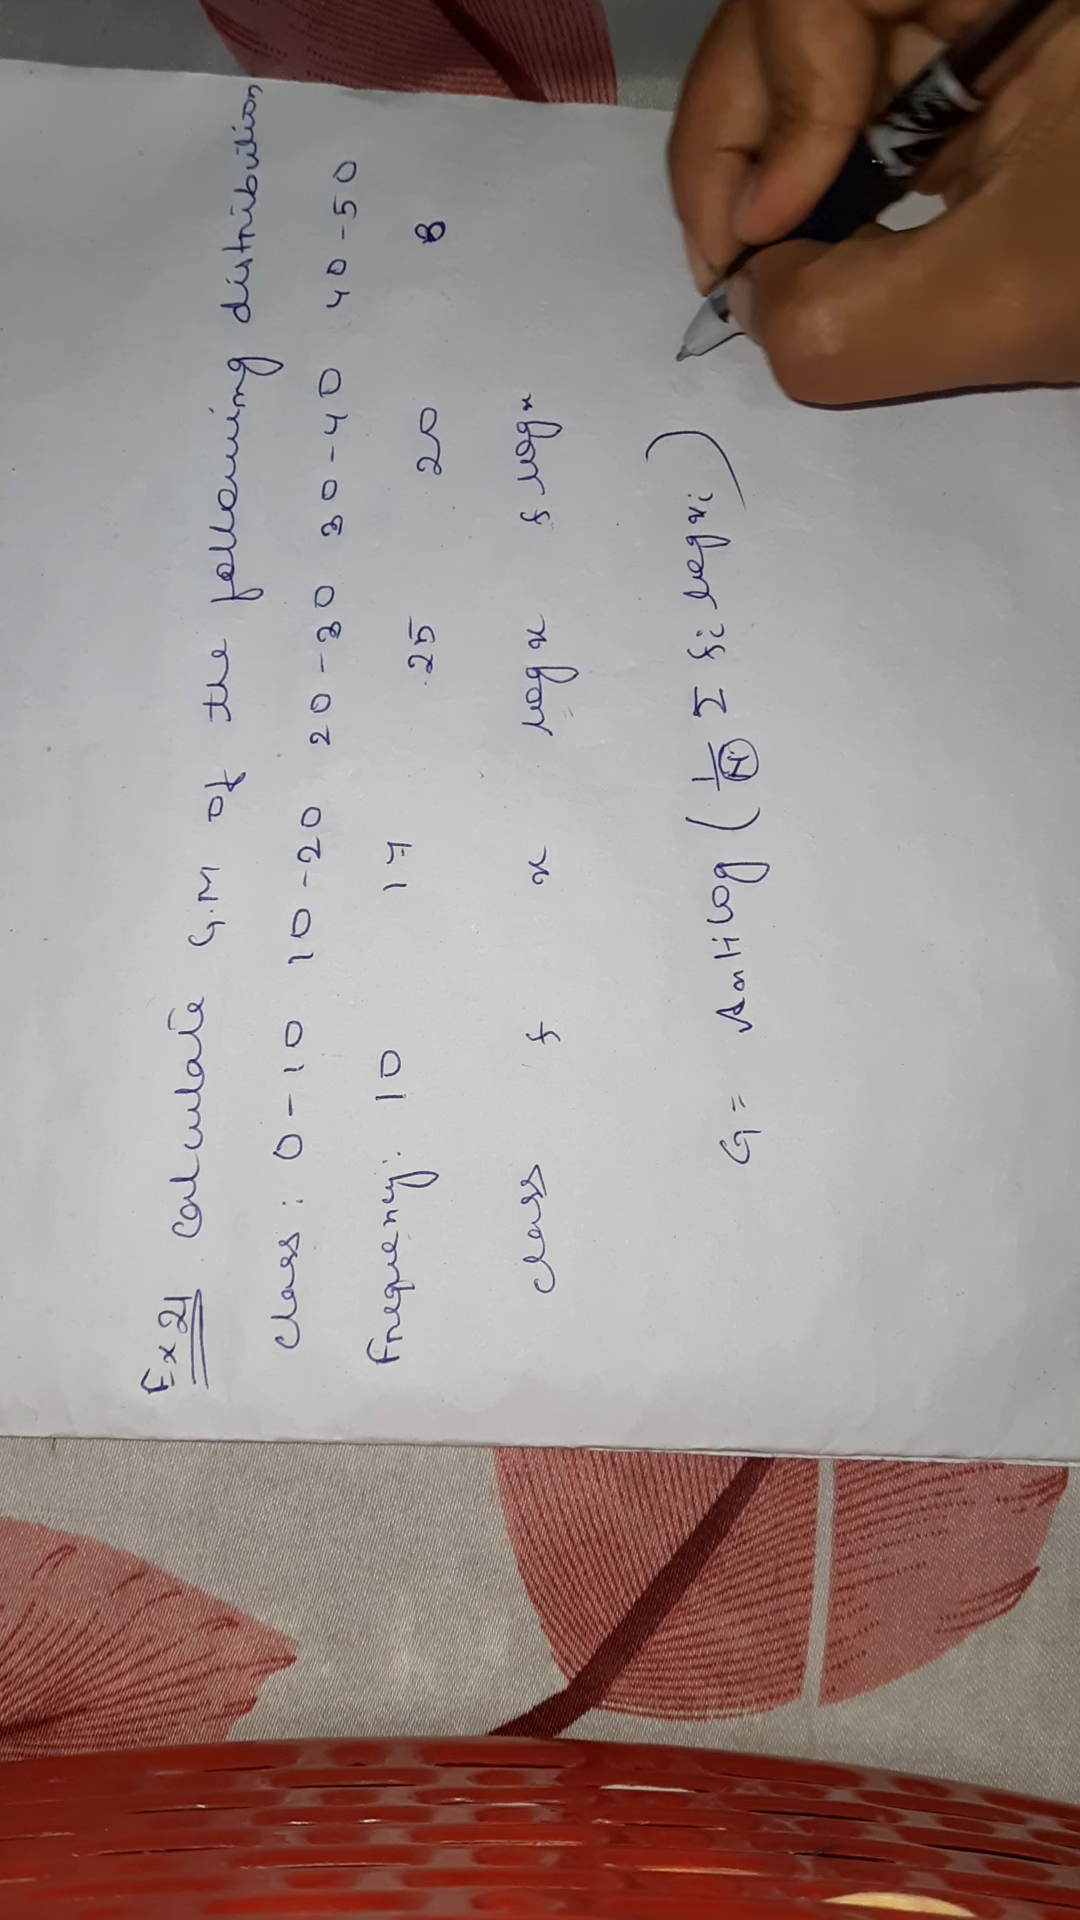 Ex 21 Calculate G.M of the following distribution
Class : 0-10 10-20 20-30 30-40 40-50
Frequency: 10 17 25 20 8
class f x log x f log x
G = Antilog ( 1/N Σ fi log xi )